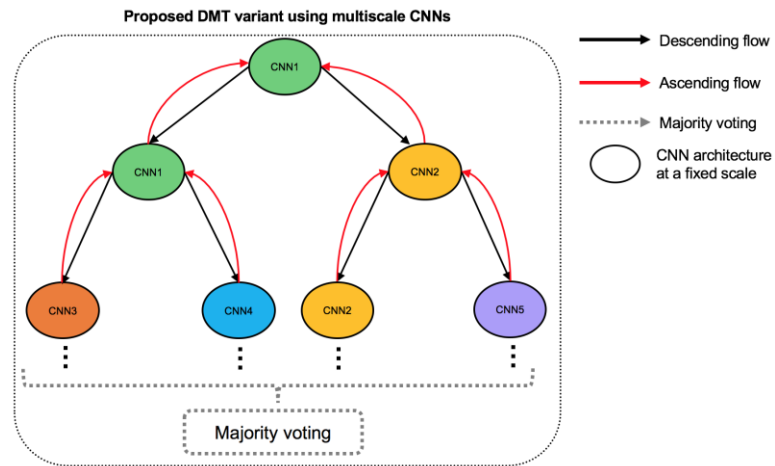 Proposed DMT variant using multiscale CNNs
CNN1
CNN1
CNN2
CNN3
CNN4
CNN2
CNN5
Majority voting
Descending flow
Ascending flow
Majority voting
CNN architecture
at a fixed scale